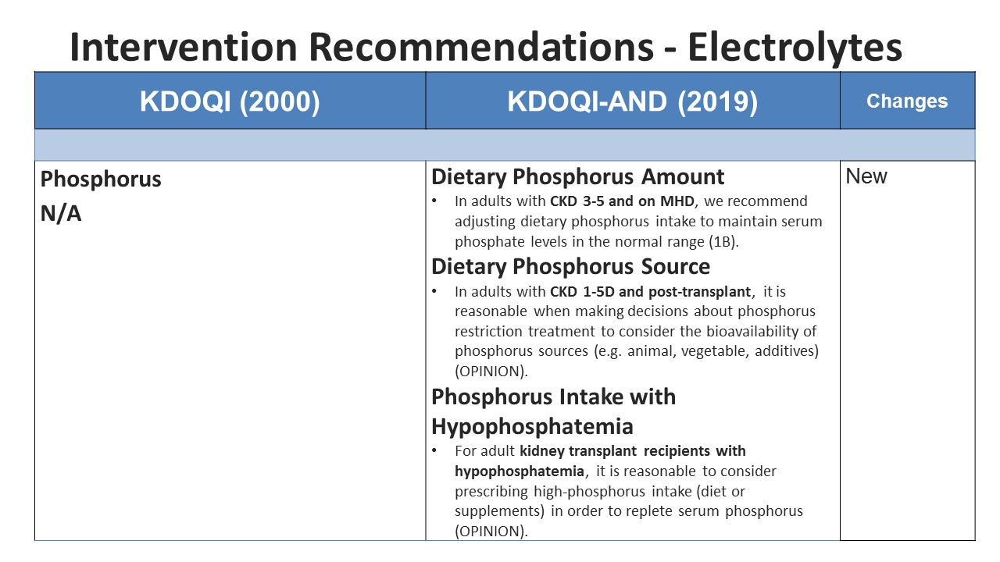 Intervention Recommendations - Electrolytes
KDOQI (2000)
KDOQI-AND (2019)
Changes
Phosphorus
N/A
Dietary Phosphorus Amount
• In adults with CKD 3-5 and on MHD, we recommend
adjusting dietary phosphorus intake to maintain serum
phosphate levels in the normal range (1B).
Dietary Phosphorus Source
• In adults with CKD 1-5D and post-transplant, it is
reasonable when making decisions about phosphorus
restriction treatment to consider the bioavailability of
phosphorus sources (e.g. animal, vegetable, additives)
(OPINION).
Phosphorus Intake with
Hypophosphatemia
• For adult kidney transplant recipients with
hypophosphatemia, it is reasonable to consider
prescribing high-phosphorus intake (diet or
supplements) in order to replete serum phosphorus
(OPINION).
New